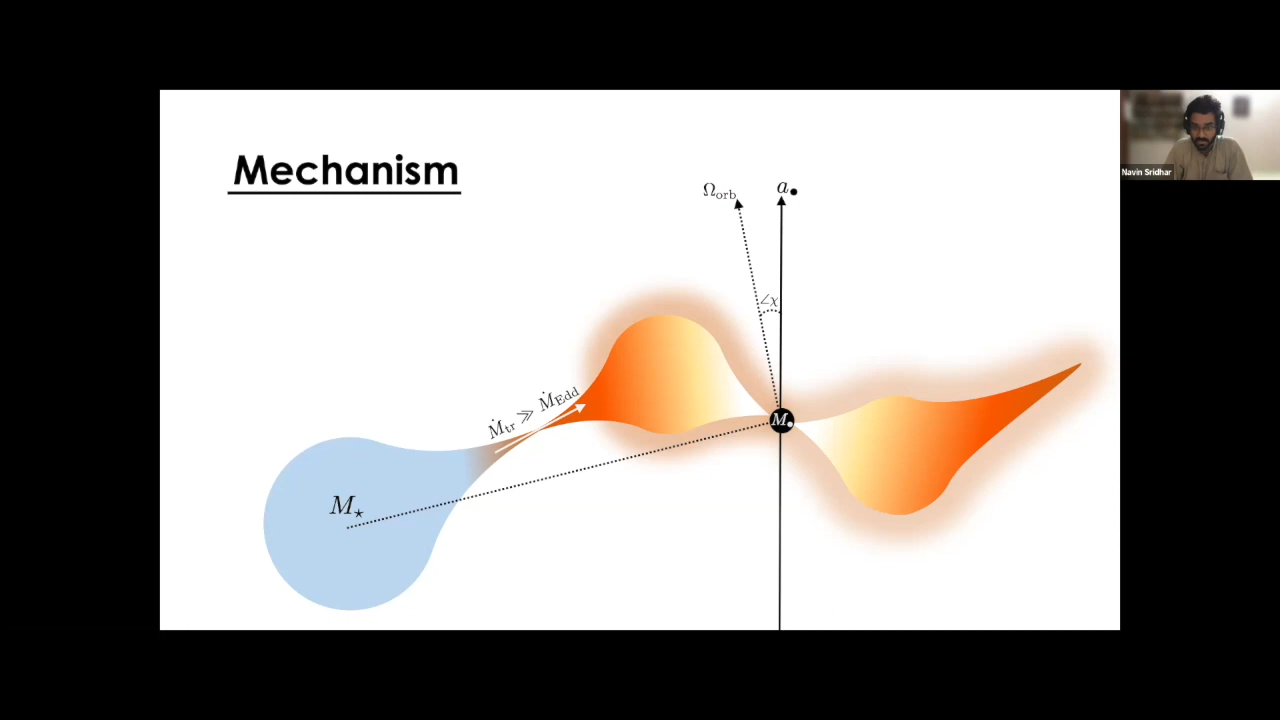 Mechanism
Ω_orb
a_●
∠χ
Ṁ_tr ≫ Ṁ_Edd
M_●
M_⋆
Navin Sridhar